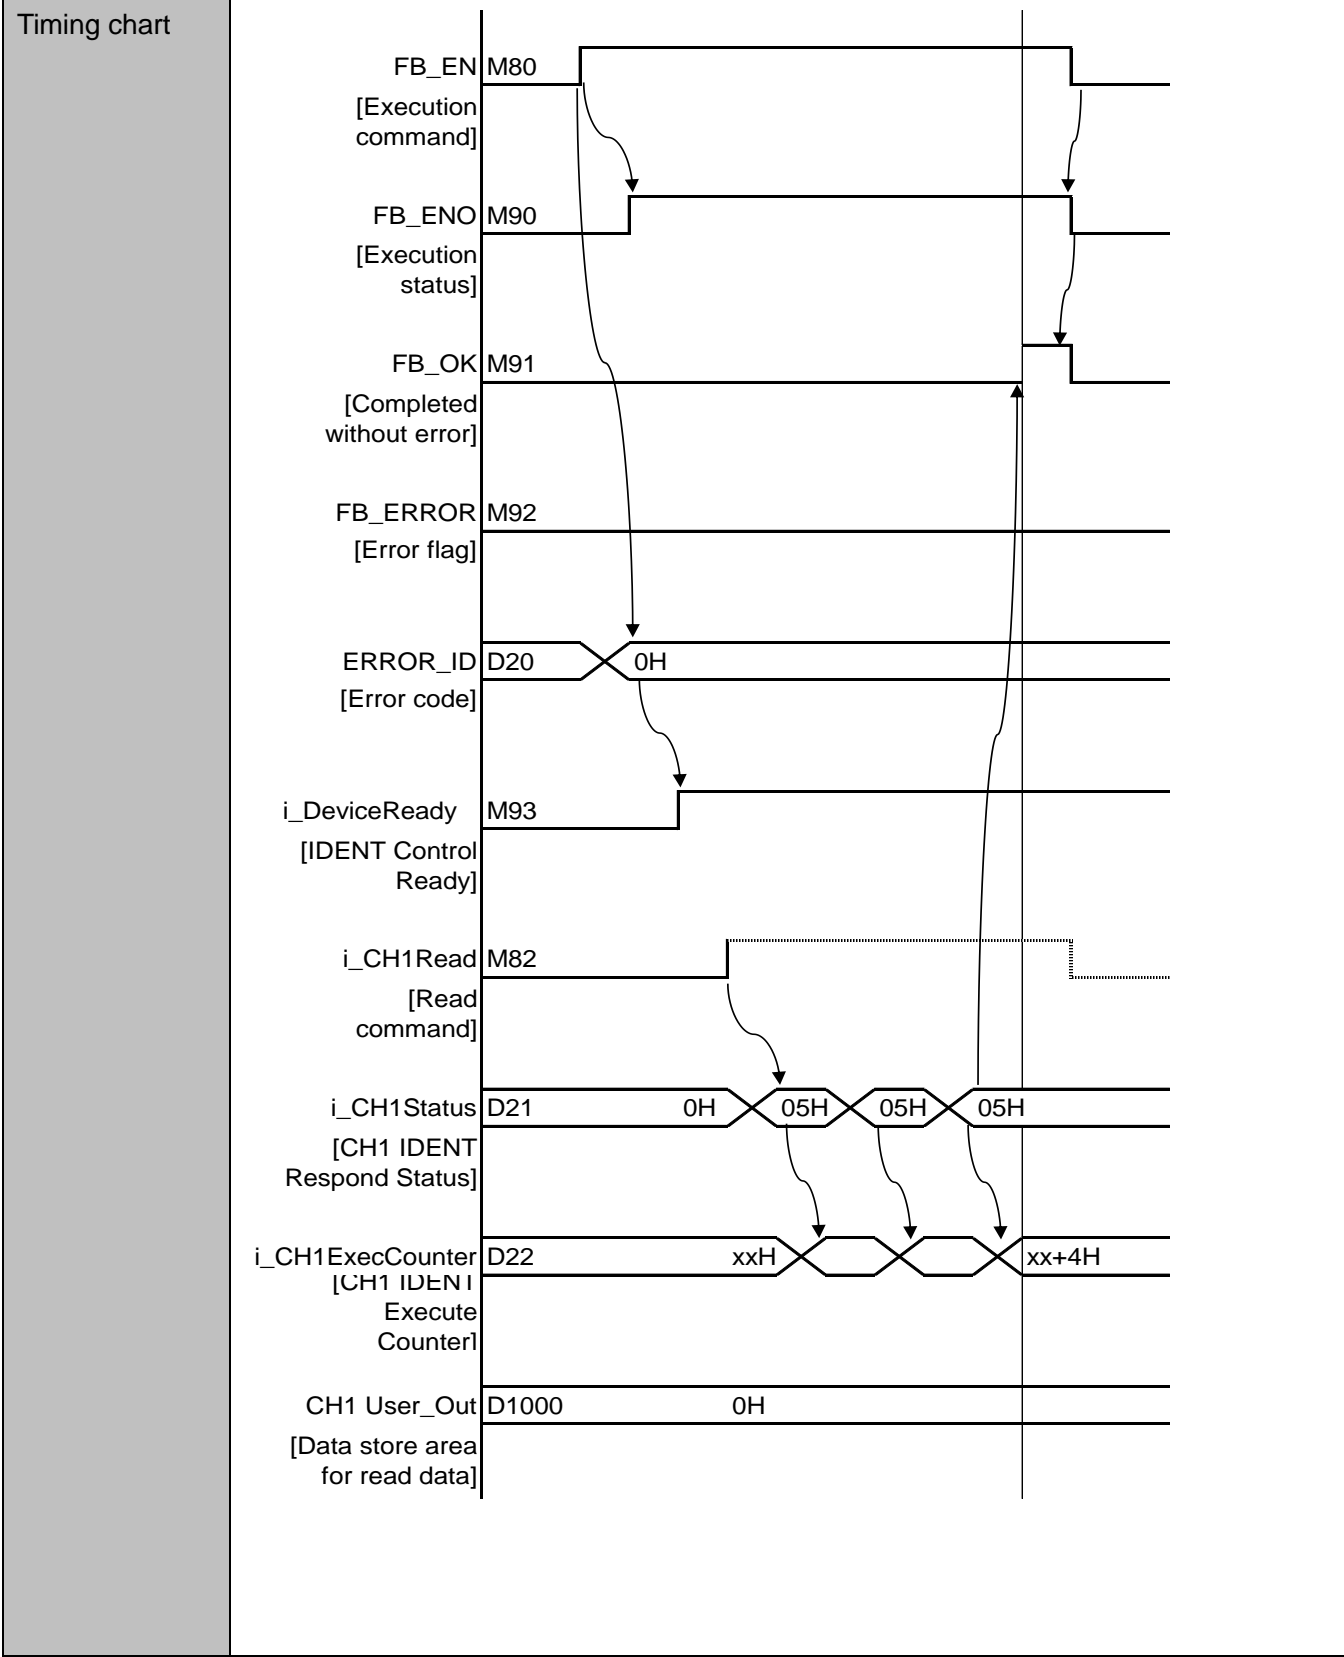 Timing chart
FB_EN M80
[Execution
command]
FB_ENO M90
[Execution
status]
FB_OK M91
[Completed
without error]
FB_ERROR M92
[Error flag]
ERROR_ID D20 0H
[Error code]
i_DeviceReady M93
[IDENT Control
Ready]
i_CH1Read M82
[Read
command]
i_CH1Status D21 0H 05H 05H 05H
[CH1 IDENT
Respond Status]
i_CH1ExecCounter D22 xxH xx+4H
[CH1 IDENT
Execute
Counter]
CH1 User_Out D1000 0H
[Data store area
for read data]